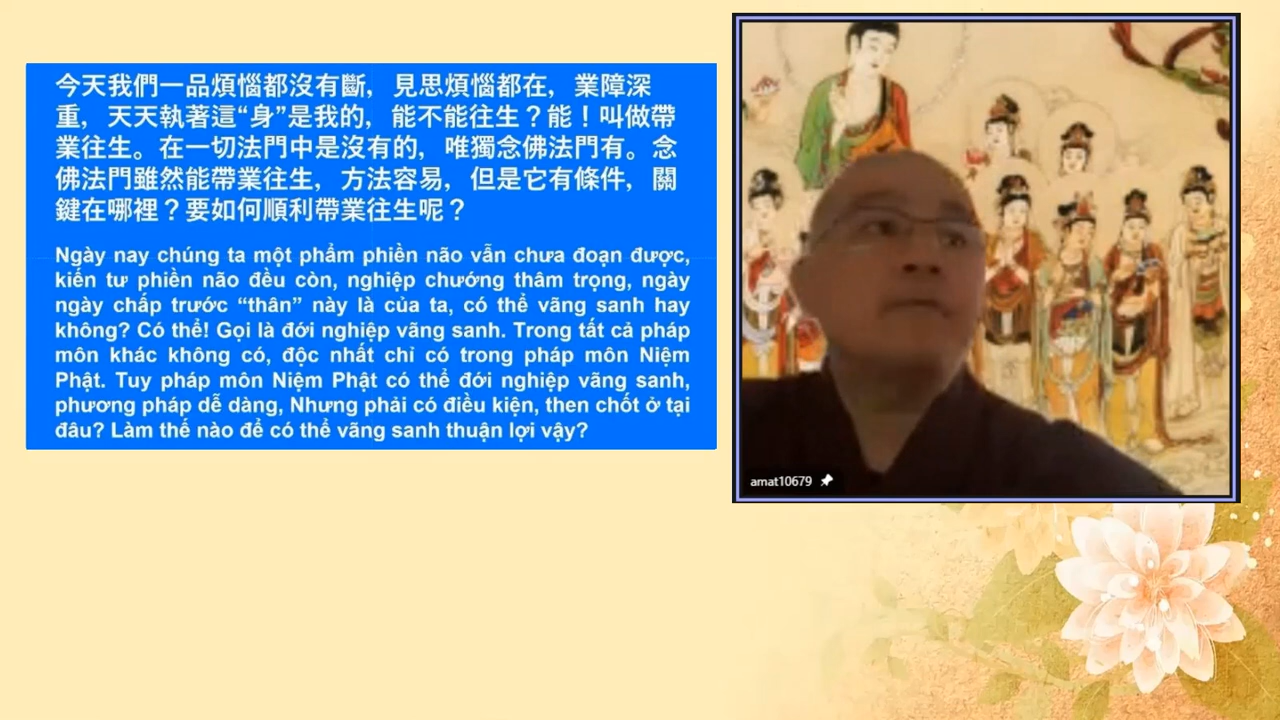 今天我們一品煩惱都沒有斷，見思煩惱都在，業障深
重，天天執著這“身”是我的，能不能往生？能！叫做帶
業往生。在一切法門中是沒有的，唯獨念佛法門有。念
佛法門雖然能帶業往生，方法容易，但是它有條件，關
鍵在哪裡？要如何順利帶業往生呢？
Ngày nay chúng ta một phẩm phiền não vẫn chưa đoạn được,
kiến tư phiền não đều còn, nghiệp chướng thâm trọng, ngày
ngày chấp trước “thân” này là của ta, có thể vãng sanh hay
không? Có thể! Gọi là đới nghiệp vãng sanh. Trong tất cả pháp
môn khác không có, độc nhất chỉ có trong pháp môn Niệm
Phật. Tuy pháp môn Niệm Phật có thể đới nghiệp vãng sanh,
phương pháp dễ dàng, Nhưng phải có điều kiện, then chốt ở tại
đâu? Làm thế nào để có thể vãng sanh thuận lợi vậy?
amat10679